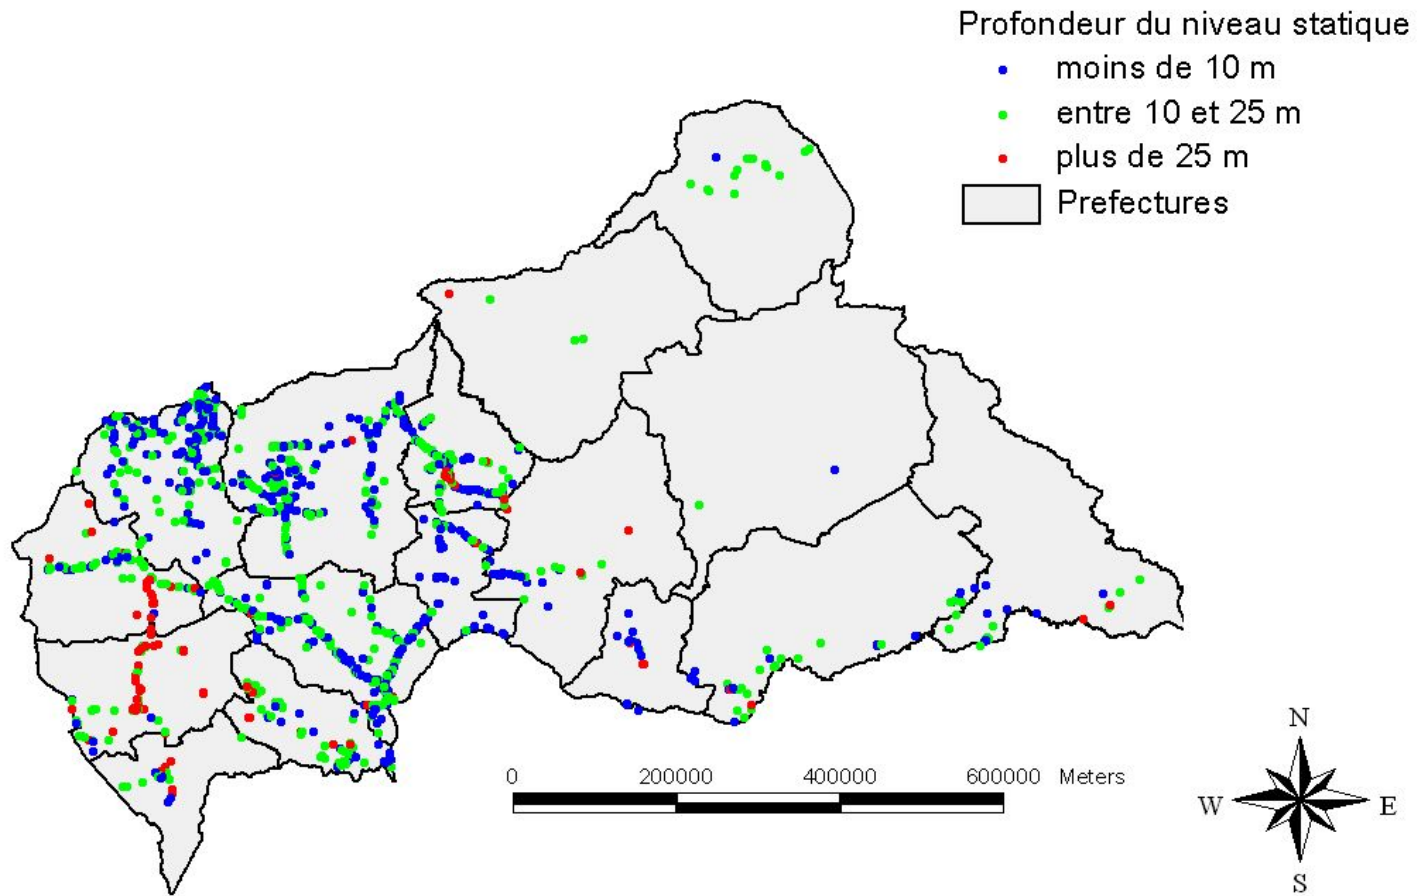 Profondeur du niveau statique
moins de 10 m
entre 10 et 25 m
plus de 25 m
Prefectures
0 200000 400000 600000 Meters
N
W E
S